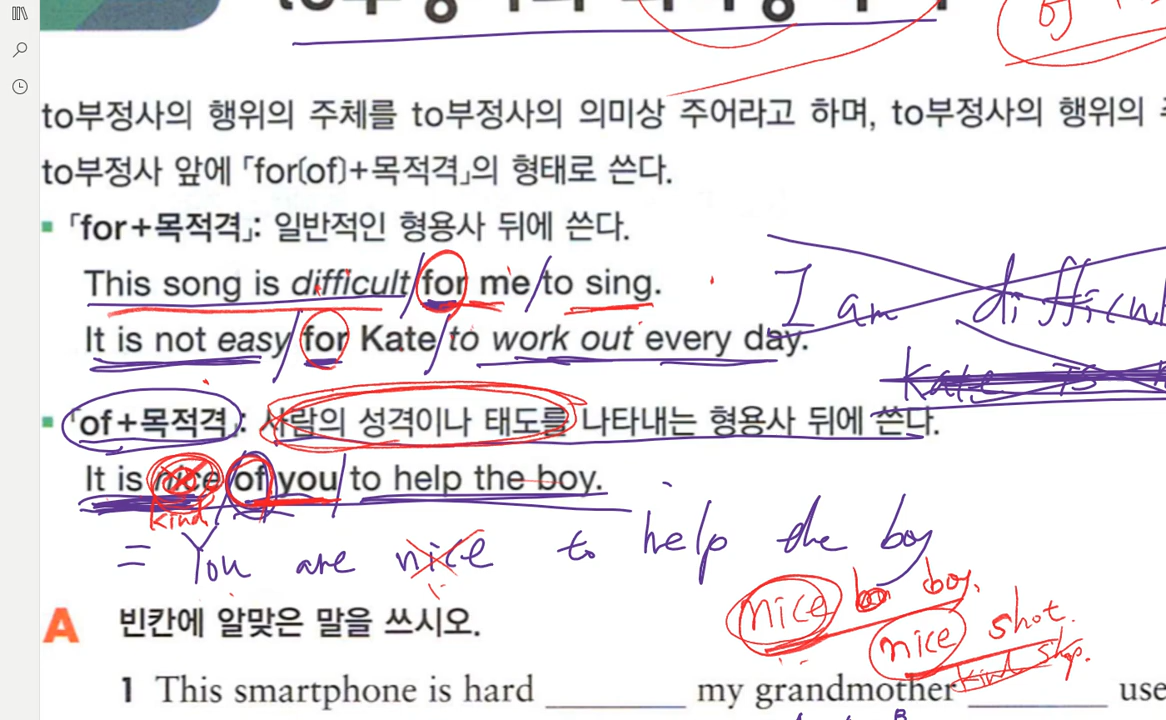 to부정사의 행위의 주체를 to부정사의 의미상 주어라고 하며, to부정사의 행위의
to부정사 앞에 「for(of)+목적격」의 형태로 쓴다.
「for+목적격」: 일반적인 형용사 뒤에 쓴다.
This song is difficult / for me / to sing.
I am difficul
It is not easy / for Kate / to work out every day.
Kate is
「of+목적격」: 사람의 성격이나 태도를 나타내는 형용사 뒤에 쓴다.
It is nice / of you / to help the boy.
kind
= You are nice to help the boy
nice boy.
nice shot.
A 빈칸에 알맞은 말을 쓰시오.
1 This smartphone is hard ______ my grandmother ______ use